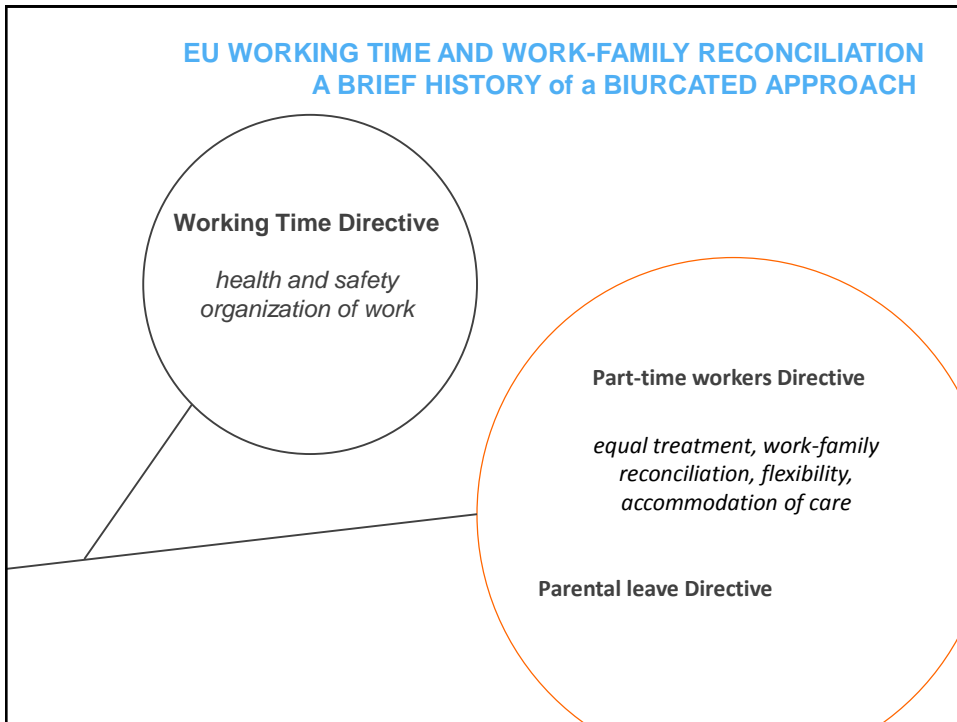 EU WORKING TIME AND WORK-FAMILY RECONCILIATION
A BRIEF HISTORY of a BIURCATED APPROACH
Working Time Directive
health and safety
organization of work
Part-time workers Directive
equal treatment, work-family
reconciliation, flexibility,
accommodation of care
Parental leave Directive